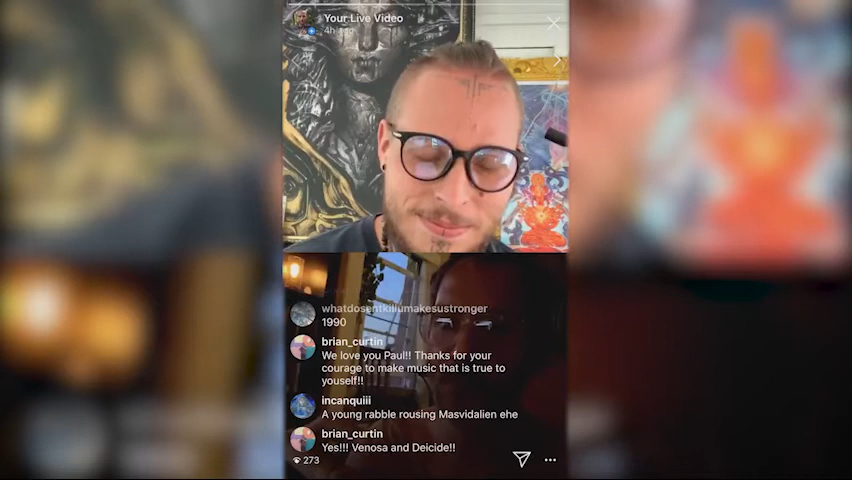 Your Live Video
4h ago
whatdosentkillumakesustronger
1990
brian_curtin
We love you Paul!! Thanks for your
courage to make music that is true to
youself!!
incanquiii
A young rabble rousing Masvidalien ehe
brian_curtin
Yes!!! Venosa and Deicide!!
273